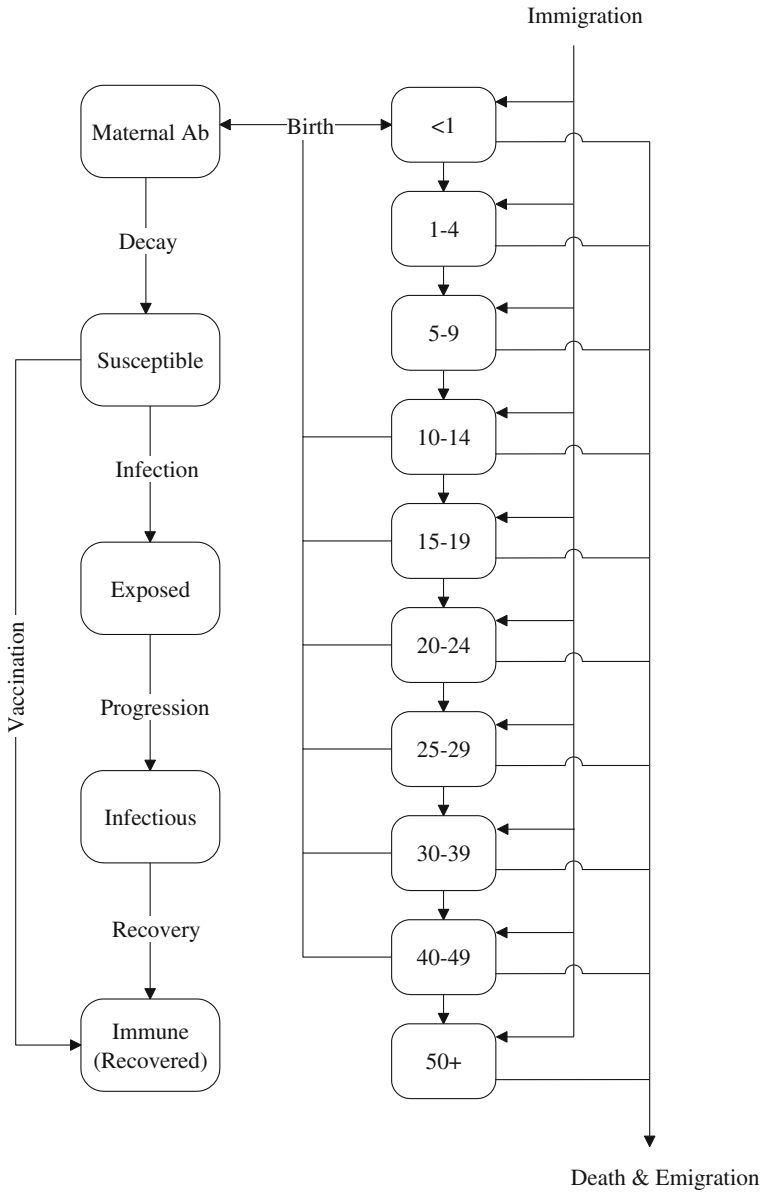 Immigration
Maternal Ab
Birth
<1
Decay
1-4
Susceptible
5-9
10-14
Infection
15-19
Exposed
20-24
Vaccination
Progression
25-29
Infectious
30-39
Recovery
40-49
Immune
(Recovered)
50+
Death & Emigration